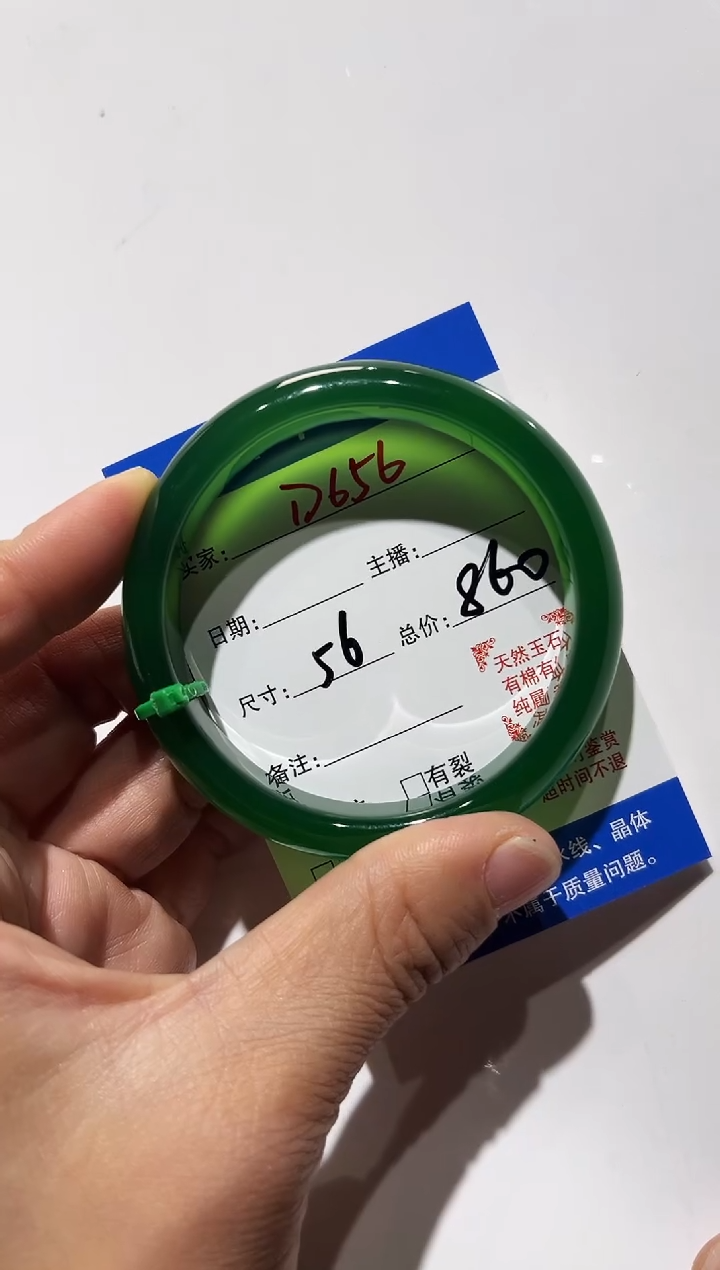 买家: D656
日期: 主播:
尺寸: 56 总价: 860
天然玉石
有棉有
纯属
备注:
鉴赏
时间不退
有裂
线、晶体
不属于质量问题。